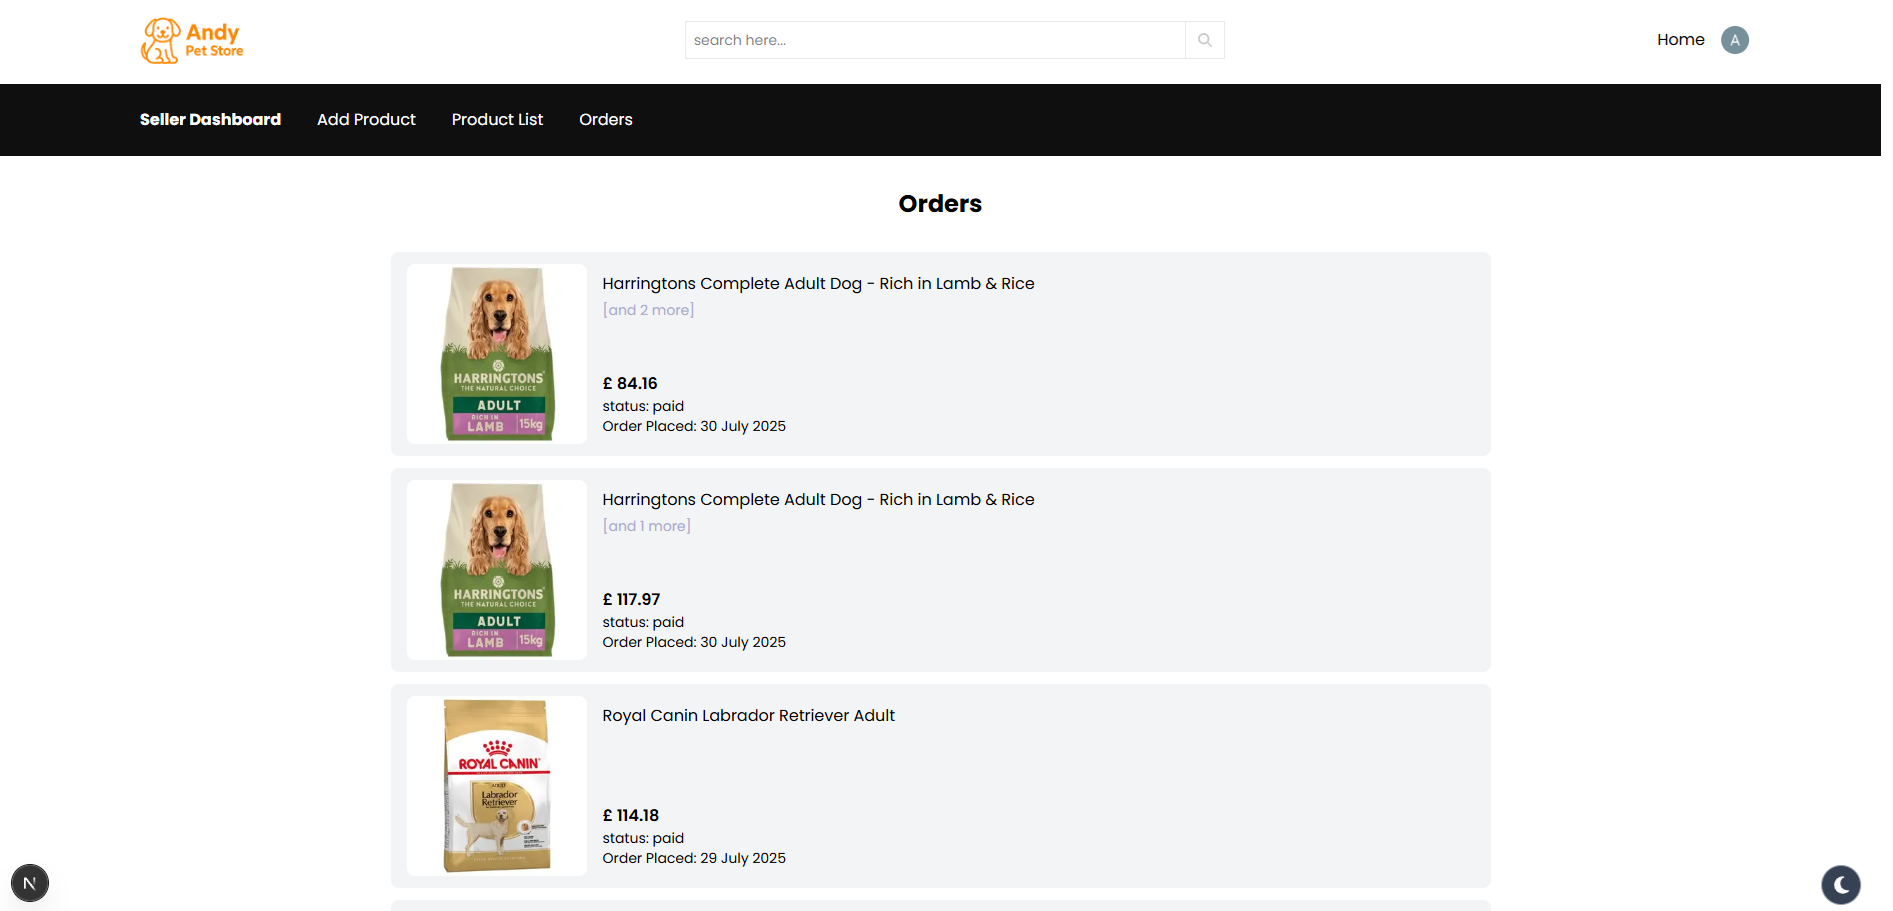 Andy
Pet Store
search here...
Home
A
Seller Dashboard
Add Product
Product List
Orders
Orders
Harringtons Complete Adult Dog - Rich in Lamb & Rice
[and 2 more]
HARRINGTONS
THE NATURAL CHOICE
ADULT
RICH IN
LAMB
15kg
£ 84.16
status: paid
Order Placed: 30 July 2025
Harringtons Complete Adult Dog - Rich in Lamb & Rice
[and 1 more]
HARRINGTONS
THE NATURAL CHOICE
ADULT
RICH IN
LAMB
15kg
£ 117.97
status: paid
Order Placed: 30 July 2025
Royal Canin Labrador Retriever Adult
ROYAL CANIN
ADULT
Labrador
Retriever
£ 114.18
status: paid
Order Placed: 29 July 2025
N